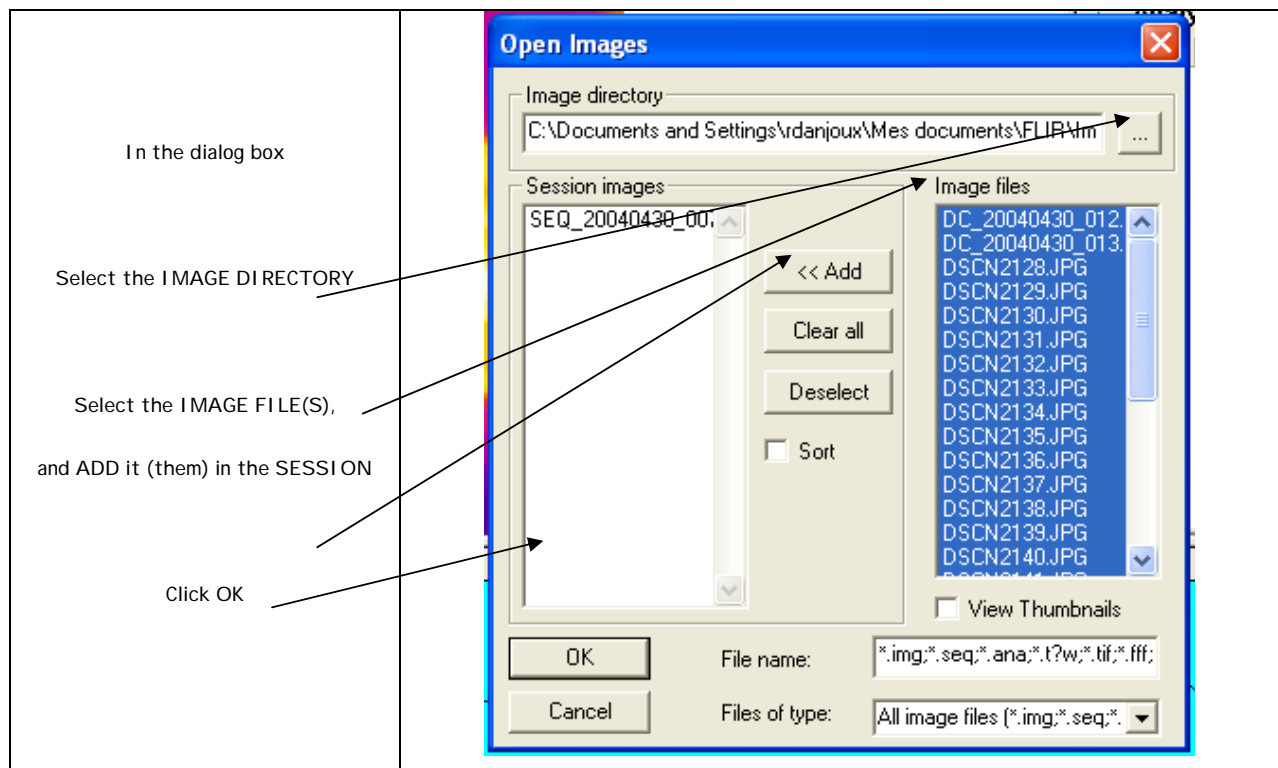 In the dialog box
Select the IMAGE DIRECTORY
Select the IMAGE FILE(S),
and ADD it (them) in the SESSION
Click OK
Open Images
Image directory
C:\Documents and Settings\rdanjoux\Mes documents\FLIR\Im
...
Session images
SEQ_20040430_00
<< Add
Clear all
Deselect
Sort
Image files
DC_20040430_012.
DC_20040430_013.
DSCN2128.JPG
DSCN2129.JPG
DSCN2130.JPG
DSCN2131.JPG
DSCN2132.JPG
DSCN2133.JPG
DSCN2134.JPG
DSCN2135.JPG
DSCN2136.JPG
DSCN2137.JPG
DSCN2138.JPG
DSCN2139.JPG
DSCN2140.JPG
View Thumbnails
OK
File name:
*.img;*.seq;*.ana;*.t?w;*.tif;*.fff;
Cancel
Files of type:
All image files (*.img;*.seq;*.